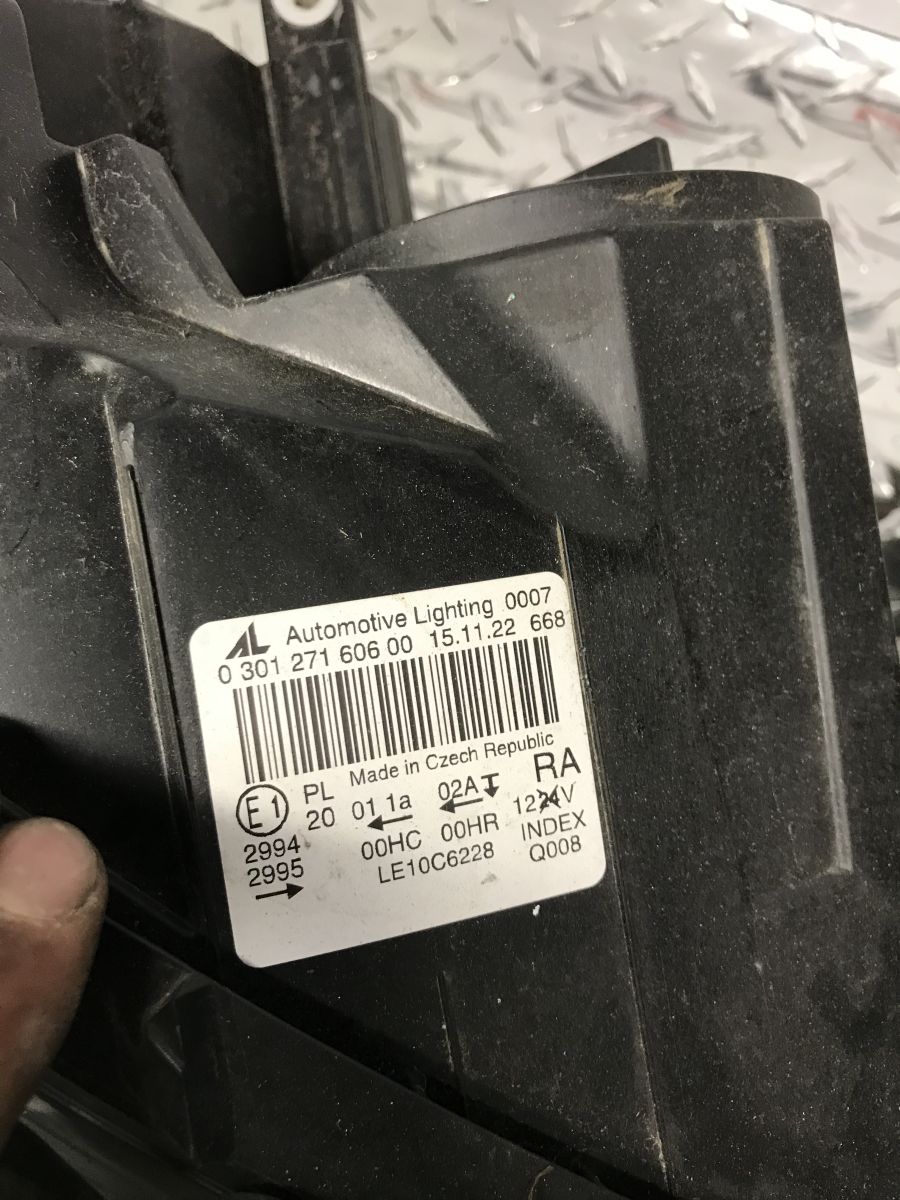 AL Automotive Lighting 0007
0 301 271 606 00 15.11.22 668
Made in Czech Republic
E1 PL 01 1a 02A RA
20 1224V
2994 00HC 00HR INDEX
2995 LE10C6228 Q008